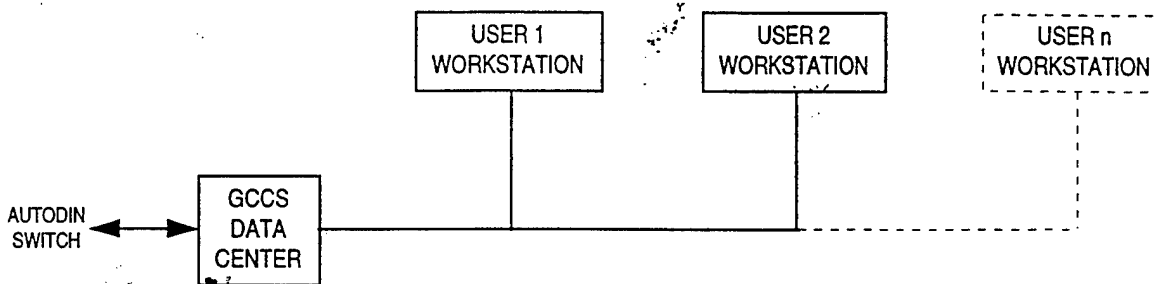 USER 1
WORKSTATION
USER 2
WORKSTATION
USER n
WORKSTATION
AUTODIN
SWITCH
GCCS
DATA
CENTER